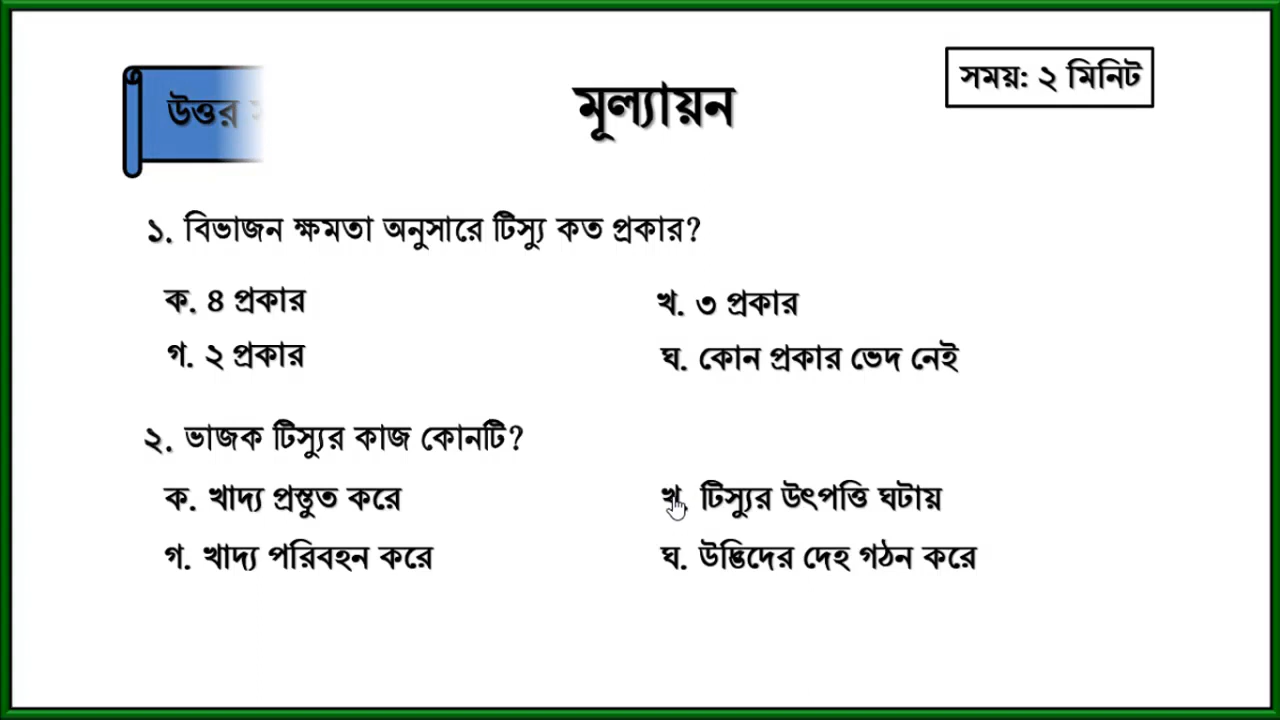 সময়: ২ মিনিট
উত্তর
মূল্যায়ন
১. বিভাজন ক্ষমতা অনুসারে টিস্যু কত প্রকার?
ক. ৪ প্রকার
খ. ৩ প্রকার
গ. ২ প্রকার
ঘ. কোন প্রকার ভেদ নেই
২. ভাজক টিস্যুর কাজ কোনটি?
ক. খাদ্য প্রস্তুত করে
খ. টিস্যুর উৎপত্তি ঘটায়
গ. খাদ্য পরিবহন করে
ঘ. উদ্ভিদের দেহ গঠন করে